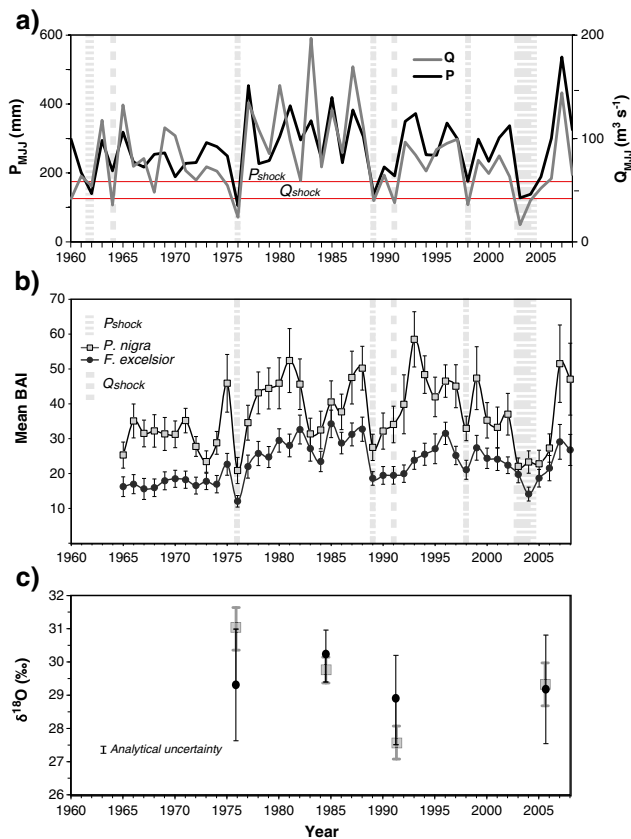 a)
600
400
200
0
P_MJJ (mm)
Q
P
P_shock
Q_shock
200
100
0
Q_MJJ (m³ s⁻¹)
1960 1965 1970 1975 1980 1985 1990 1995 2000 2005
b)
70
60
50
40
30
20
10
Mean BAI
P_shock
P. nigra
F. excelsior
Q_shock
1960 1965 1970 1975 1980 1985 1990 1995 2000 2005
c)
32
31
30
29
28
27
26
δ¹⁸O (‰)
Analytical uncertainty
1960 1965 1970 1975 1980 1985 1990 1995 2000 2005
Year